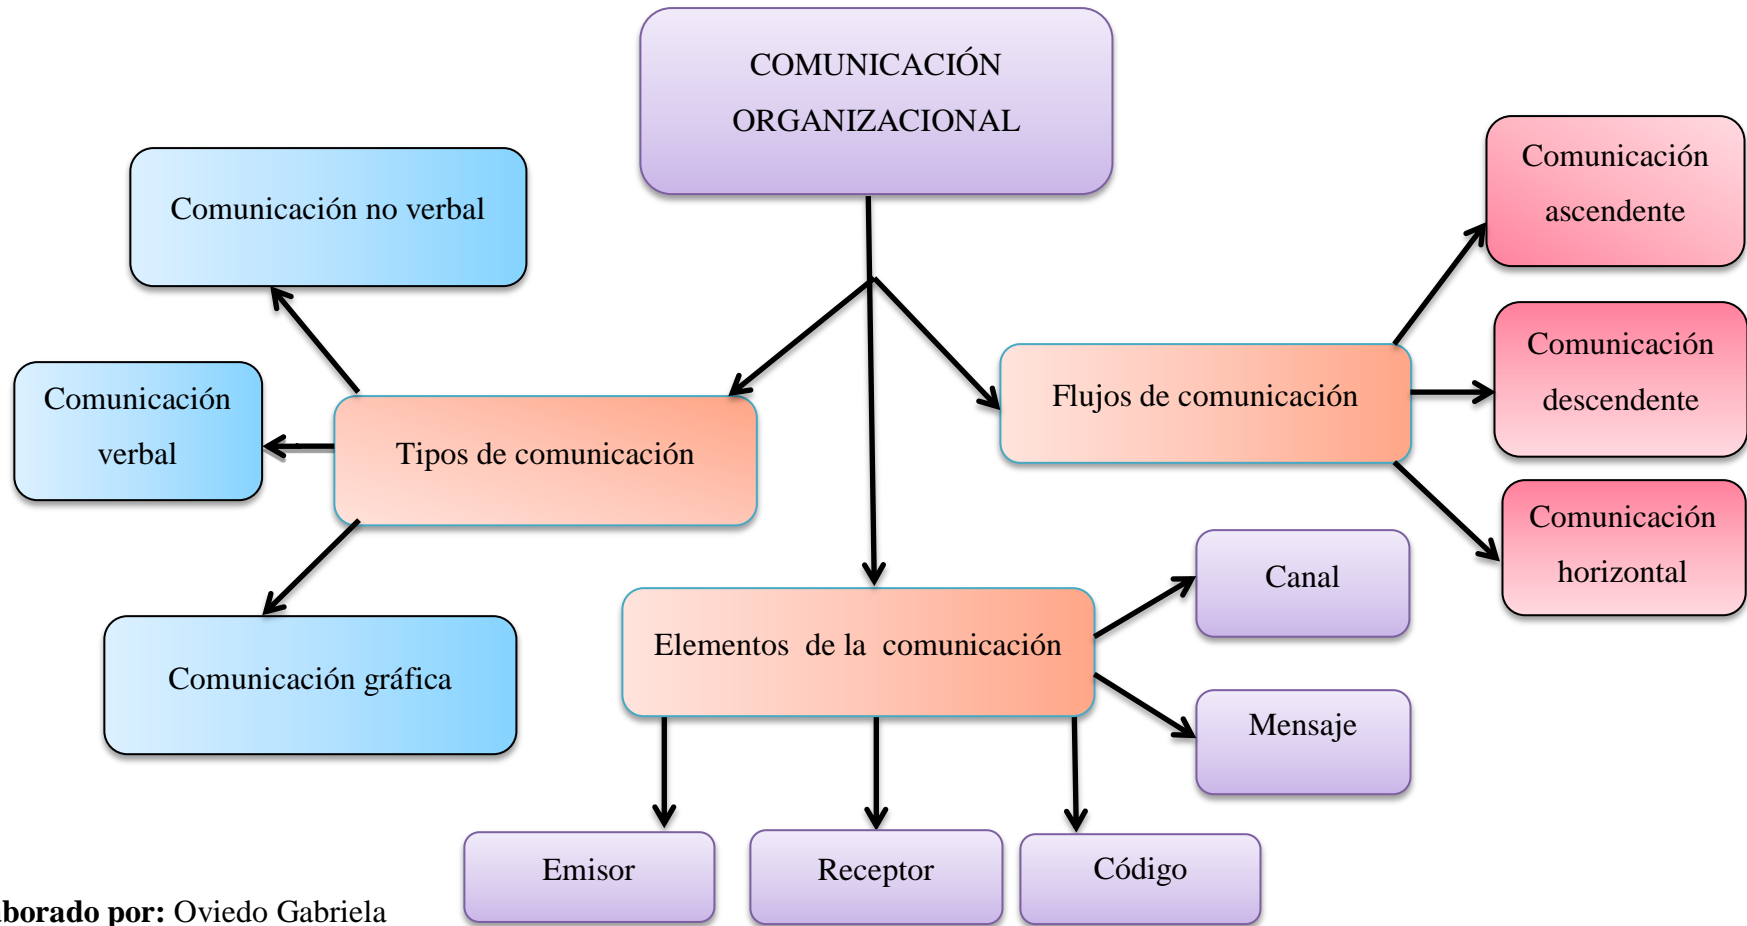 COMUNICACIÓN
ORGANIZACIONAL
Comunicación no verbal
Comunicación
verbal
Tipos de comunicación
Comunicación gráfica
Flujos de comunicación
Comunicación
ascendente
Comunicación
descendente
Comunicación
horizontal
Elementos de la comunicación
Canal
Mensaje
Emisor
Receptor
Código
aborado por: Oviedo Gabriela